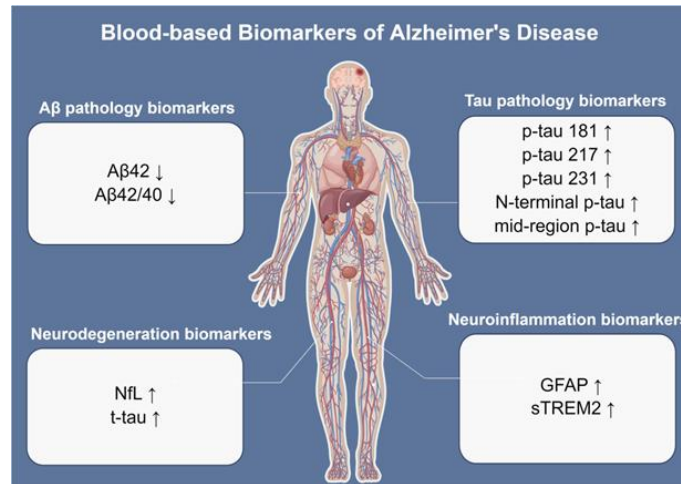 Blood-based Biomarkers of Alzheimer's Disease
Aβ pathology biomarkers
Aβ42 ↓
Aβ42/40 ↓
Tau pathology biomarkers
p-tau 181 ↑
p-tau 217 ↑
p-tau 231 ↑
N-terminal p-tau ↑
mid-region p-tau ↑
Neurodegeneration biomarkers
NfL ↑
t-tau ↑
Neuroinflammation biomarkers
GFAP ↑
sTREM2 ↑